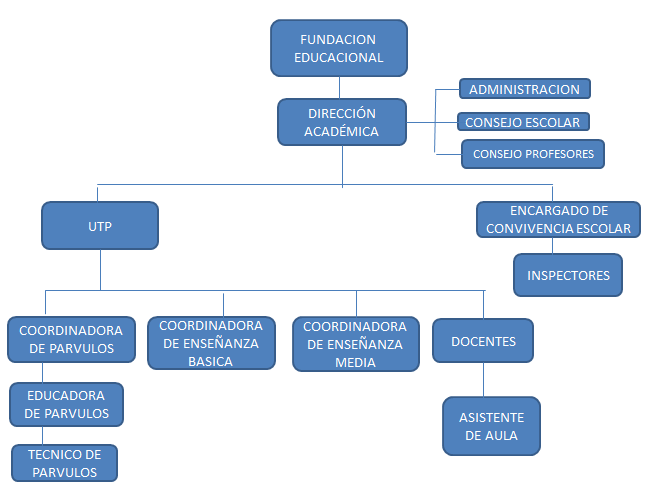 FUNDACION
EDUCACIONAL
DIRECCIÓN
ACADÉMICA
ADMINISTRACION
CONSEJO ESCOLAR
CONSEJO PROFESORES
UTP
ENCARGADO DE
CONVIVENCIA ESCOLAR
INSPECTORES
COORDINADORA
DE PARVULOS
COORDINADORA
DE ENSEÑANZA
BASICA
COORDINADORA
DE ENSEÑANZA
MEDIA
DOCENTES
EDUCADORA
DE PARVULOS
ASISTENTE
DE AULA
TECNICO DE
PARVULOS